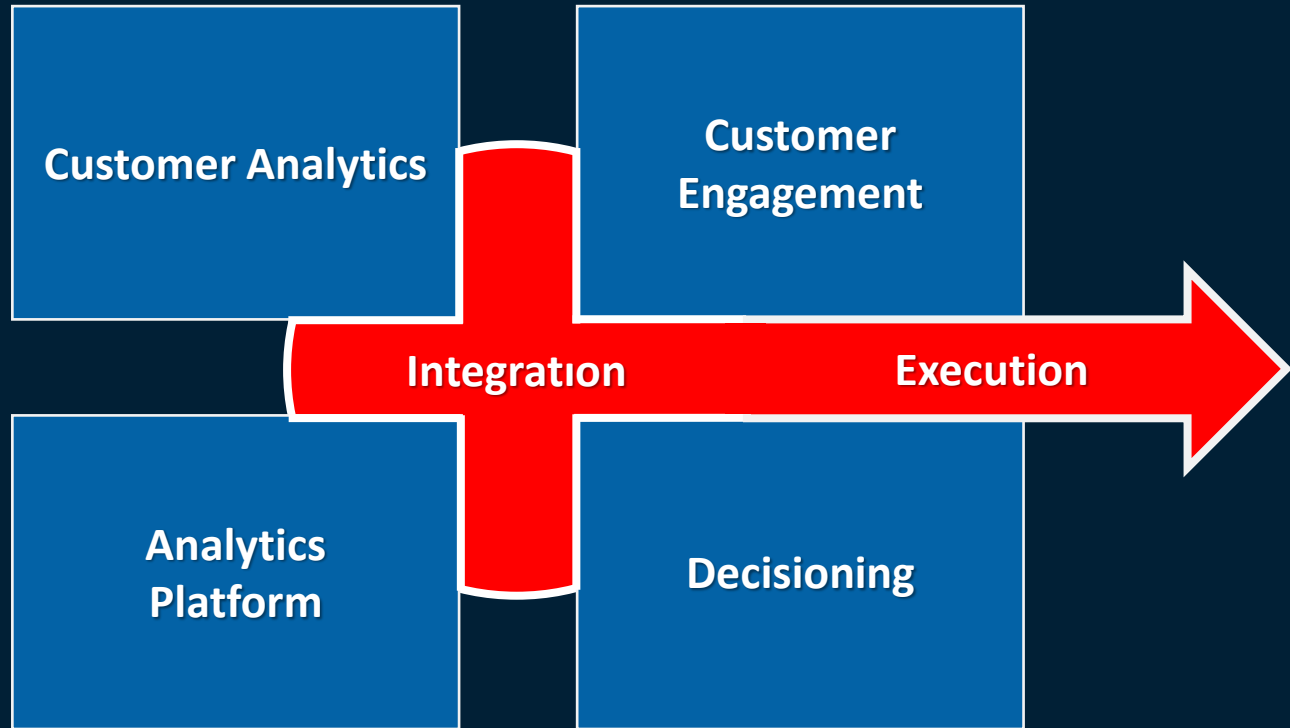 Customer Analytics
Customer
Engagement
Integration
Execution
Analytics
Platform
Decisioning